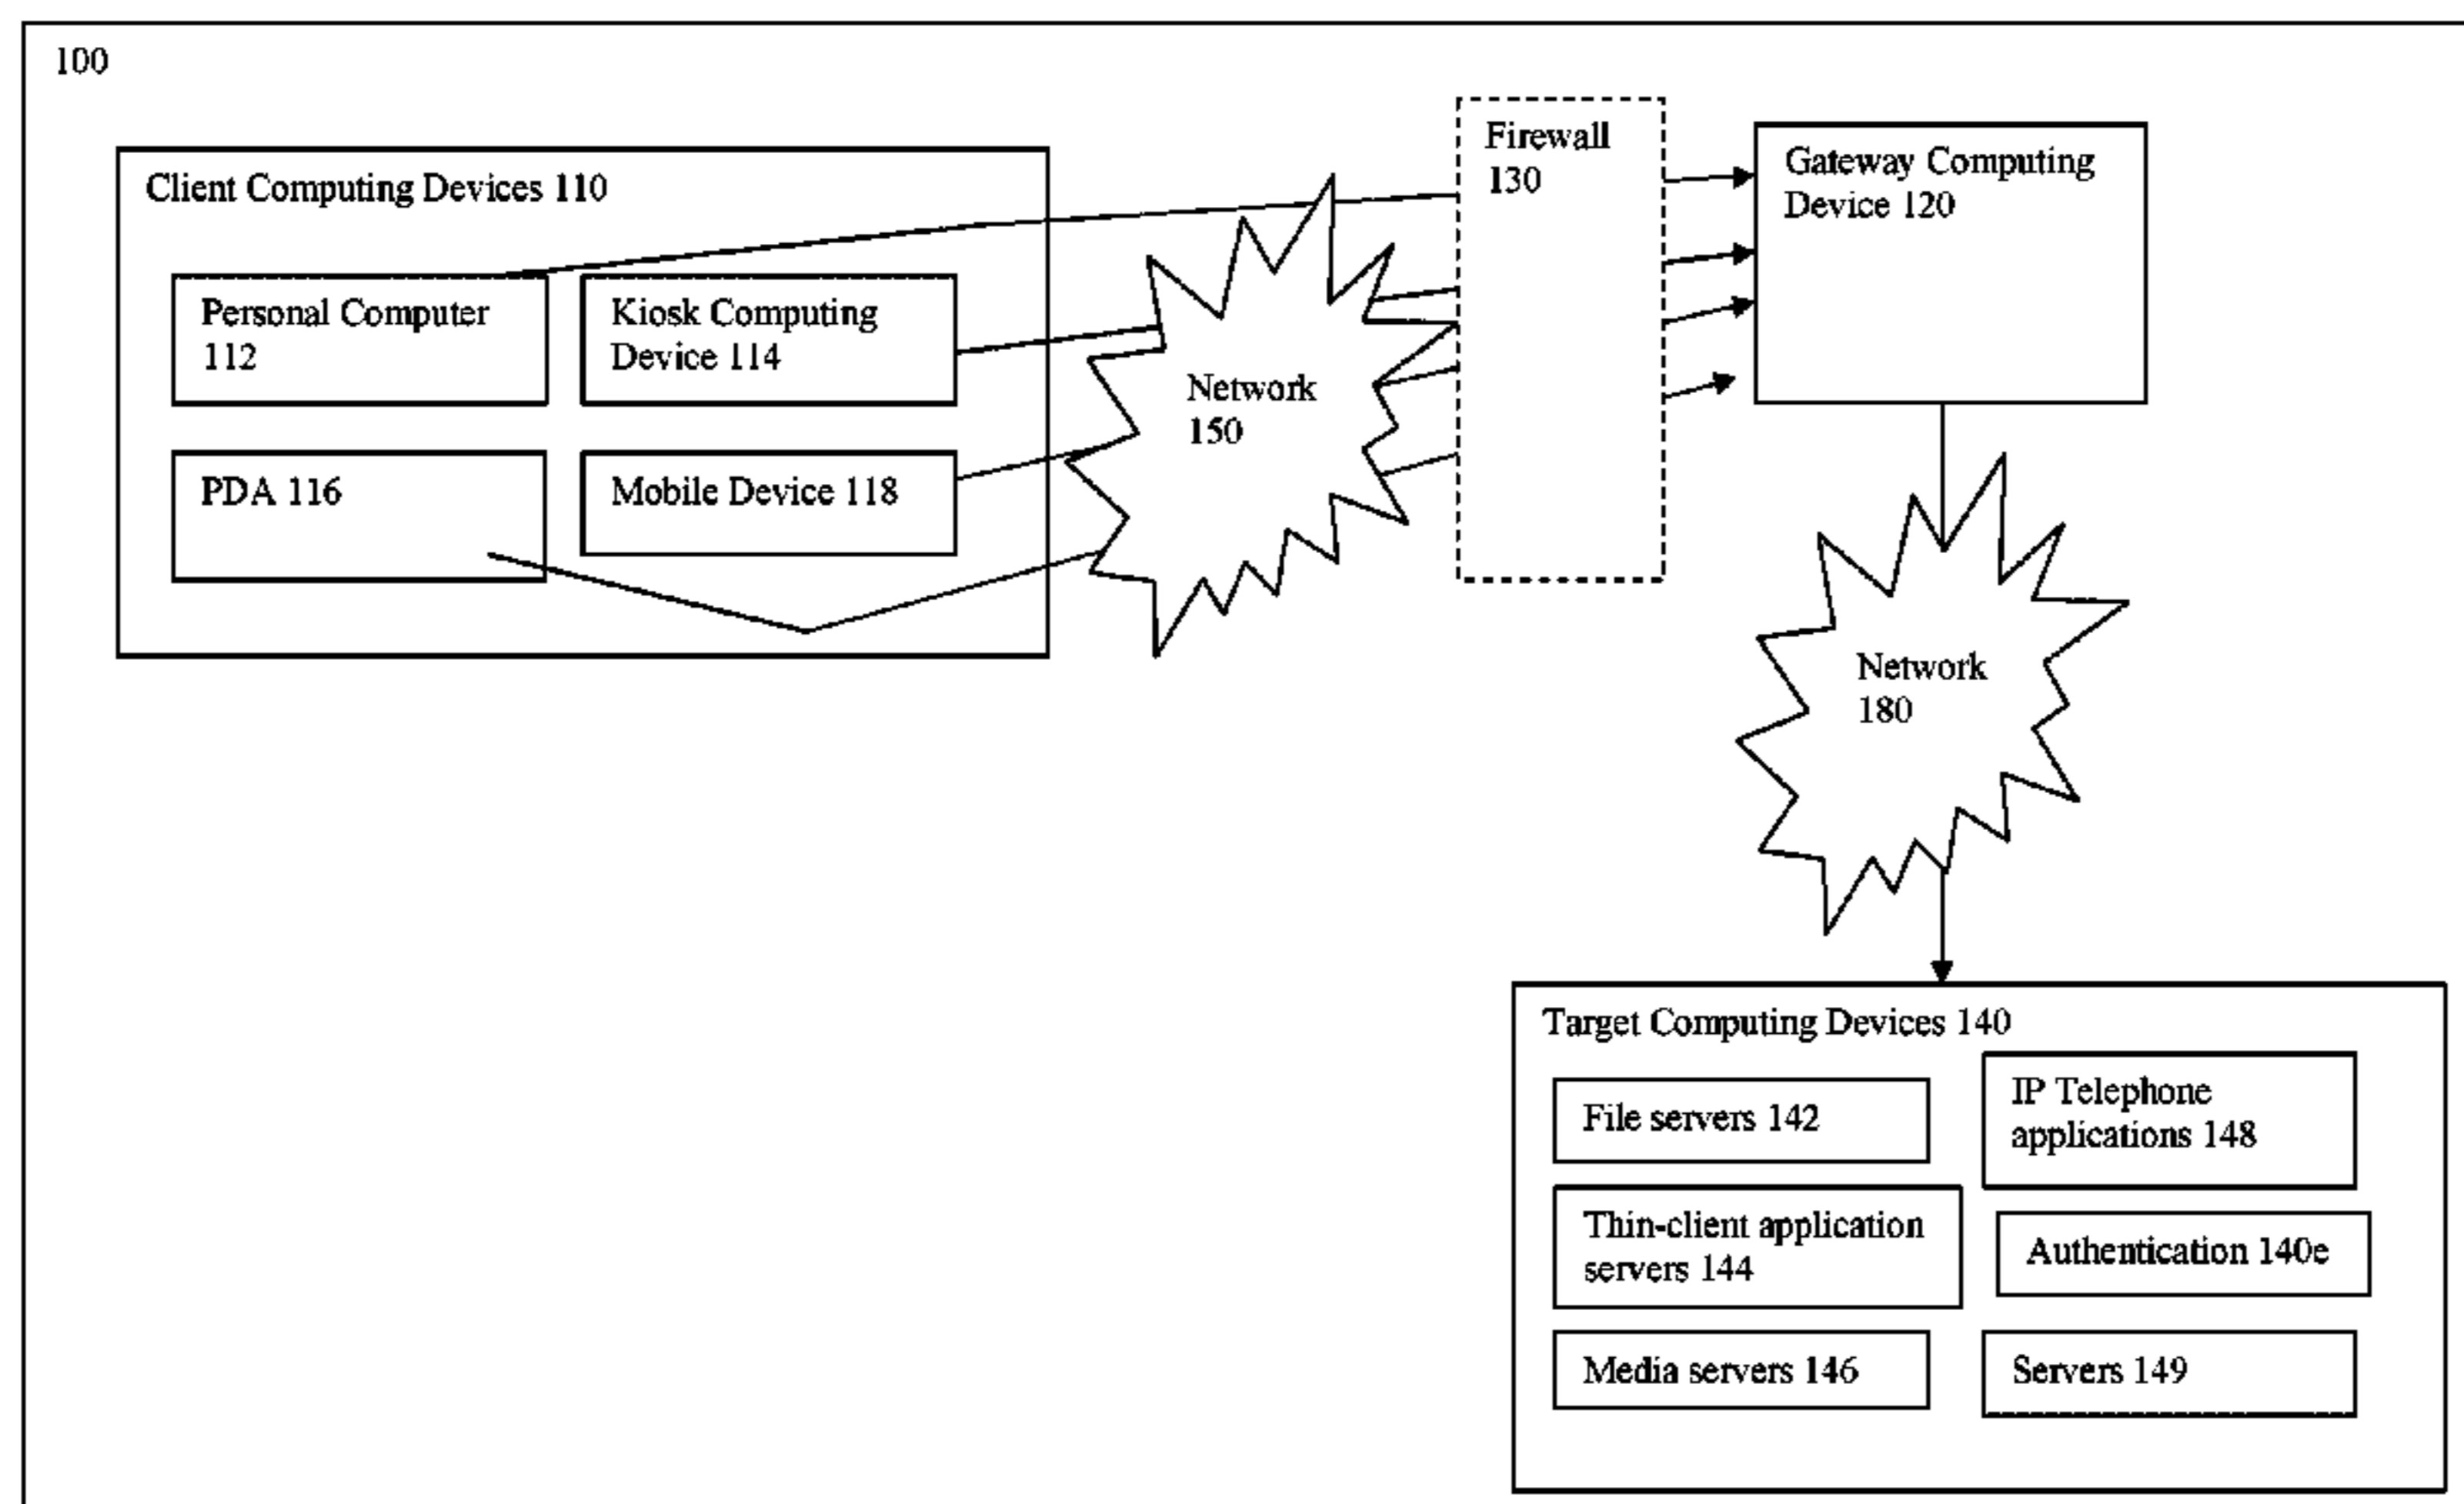 100
Client Computing Devices 110
Personal Computer
112
Kiosk Computing
Device 114
PDA 116
Mobile Device 118
Network
150
Firewall
130
Gateway Computing
Device 120
Network
180
Target Computing Devices 140
File servers 142
IP Telephone
applications 148
Thin-client application
servers 144
Authentication 140e
Media servers 146
Servers 149